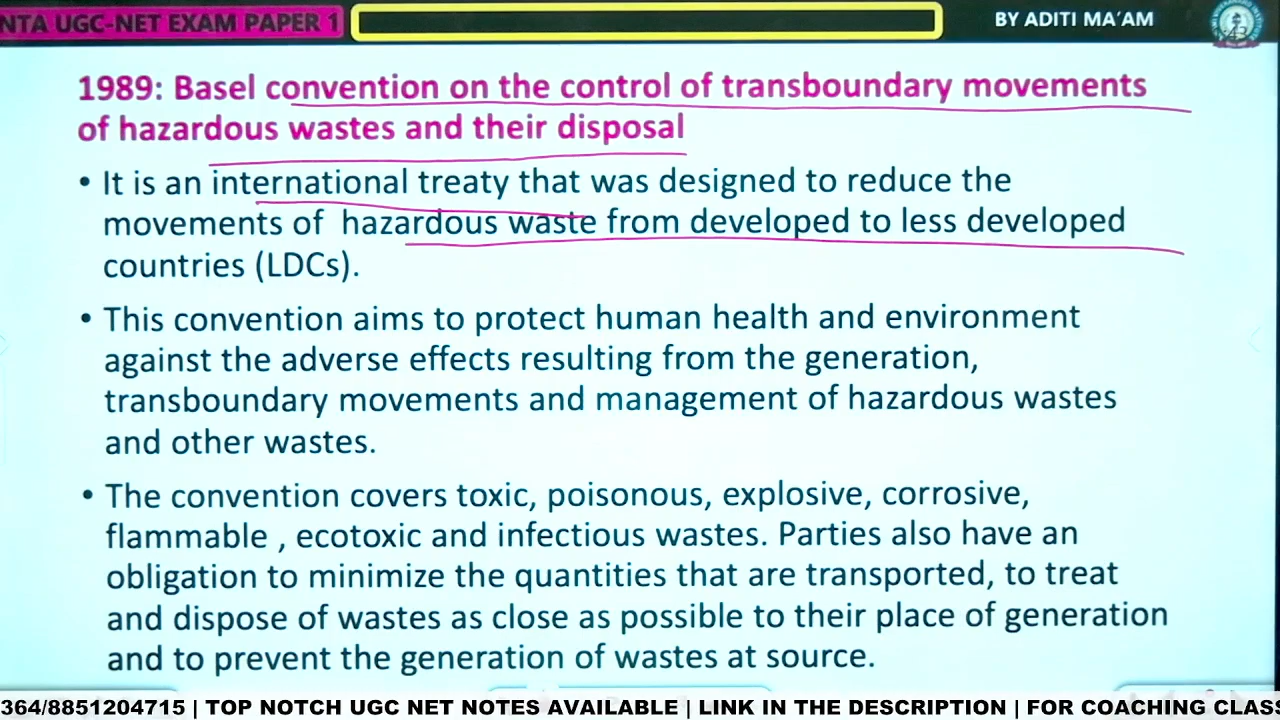 NTA UGC-NET EXAM PAPER 1
BY ADITI MA'AM
1989: Basel convention on the control of transboundary movements
of hazardous wastes and their disposal
• It is an international treaty that was designed to reduce the
movements of hazardous waste from developed to less developed
countries (LDCs).
• This convention aims to protect human health and environment
against the adverse effects resulting from the generation,
transboundary movements and management of hazardous wastes
and other wastes.
• The convention covers toxic, poisonous, explosive, corrosive,
flammable , ecotoxic and infectious wastes. Parties also have an
obligation to minimize the quantities that are transported, to treat
and dispose of wastes as close as possible to their place of generation
and to prevent the generation of wastes at source.
364/8851204715 | TOP NOTCH UGC NET NOTES AVAILABLE | LINK IN THE DESCRIPTION | FOR COACHING CLASS